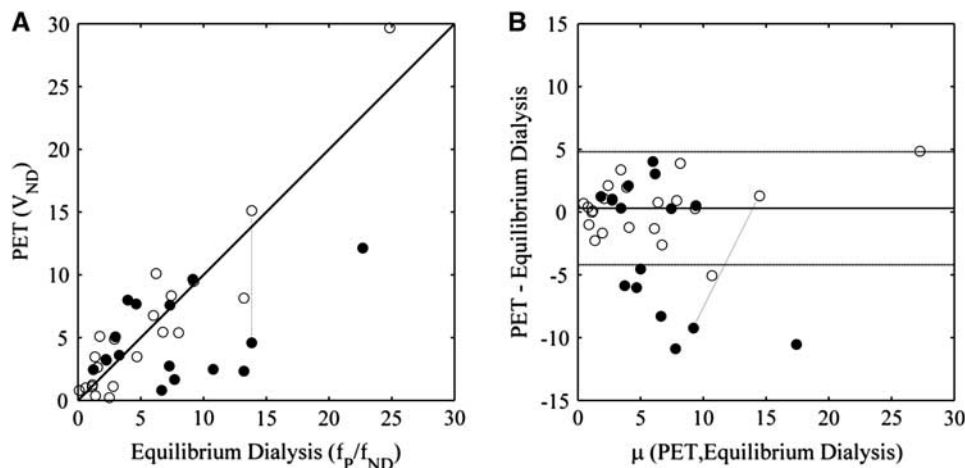 A
B
30
25
20
15
10
5
0
PET (V_ND)
0 5 10 15 20 25 30
Equilibrium Dialysis (f_P/f_ND)
15
10
5
0
-5
-10
-15
PET - Equilibrium Dialysis
0 5 10 15 20 25 30
μ (PET,Equilibrium Dialysis)